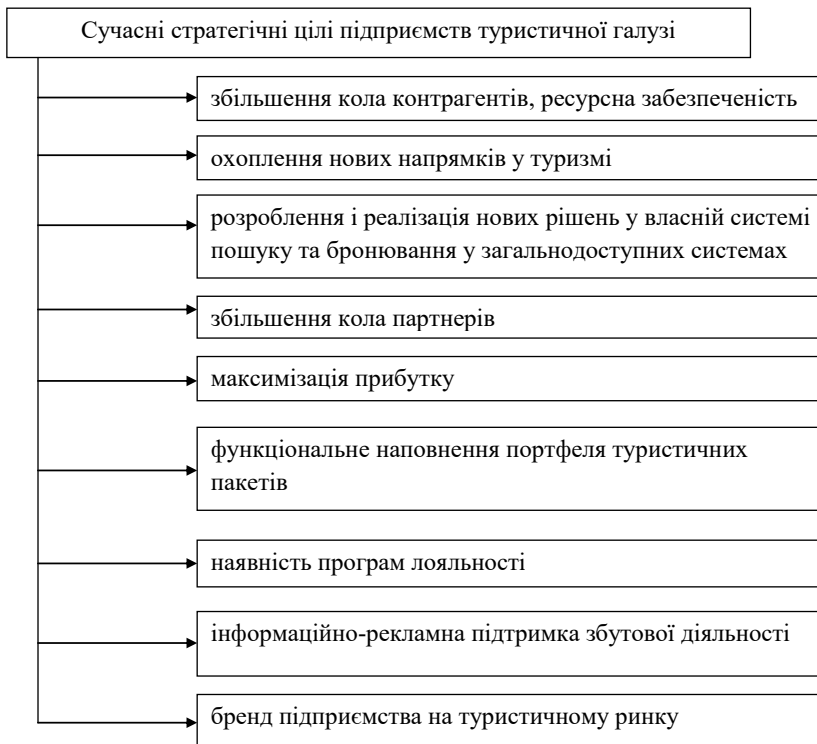 Сучасні стратегічні цілі підприємств туристичної галузі
збільшення кола контрагентів, ресурсна забезпеченість
охоплення нових напрямків у туризмі
розроблення і реалізація нових рішень у власній системі
пошуку та бронювання у загальнодоступних системах
збільшення кола партнерів
максимізація прибутку
функціональне наповнення портфеля туристичних
пакетів
наявність програм лояльності
інформаційно-рекламна підтримка збутової діяльності
бренд підприємства на туристичному ринку